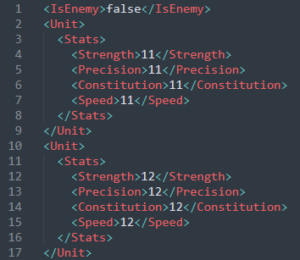 1 <IsEnemy>false</IsEnemy>
2 <Unit>
3 <Stats>
4 <Strength>11</Strength>
5 <Precision>11</Precision>
6 <Constitution>11</Constitution>
7 <Speed>11</Speed>
8 </Stats>
9 </Unit>
10 <Unit>
11 <Stats>
12 <Strength>12</Strength>
13 <Precision>12</Precision>
14 <Constitution>12</Constitution>
15 <Speed>12</Speed>
16 </Stats>
17 </Unit>